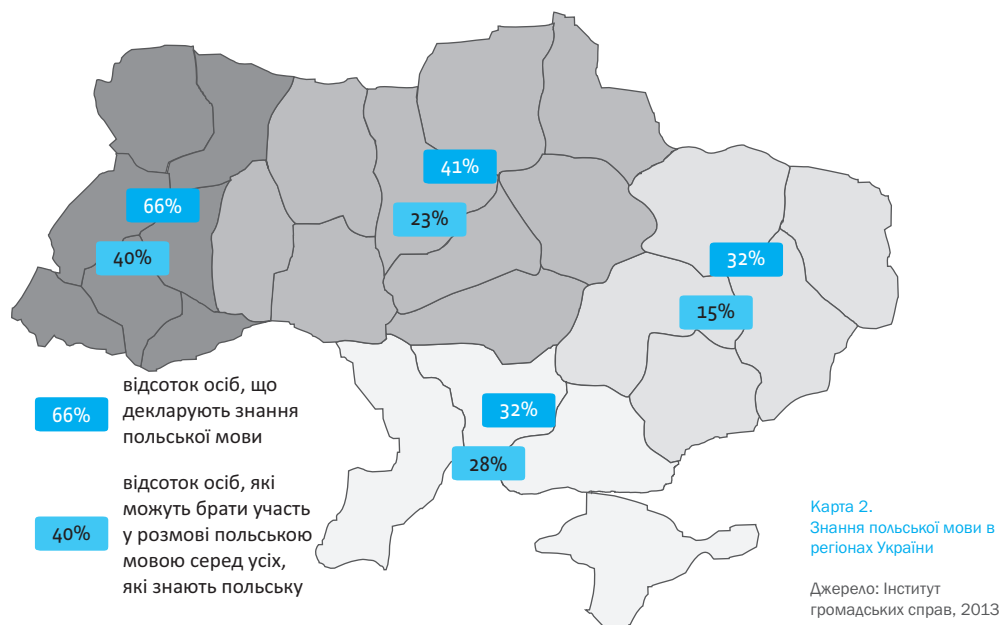 41%
66%
23%
40%
32%
15%
32%
28%
66%
відсоток осіб, що
декларують знання
польської мови
40%
відсоток осіб, які
можуть брати участь
у розмові польською
мовою серед усіх,
які знають польську
Карта 2.
Знання польської мови в
регіонах України
Джерело: Інститут
громадських справ, 2013